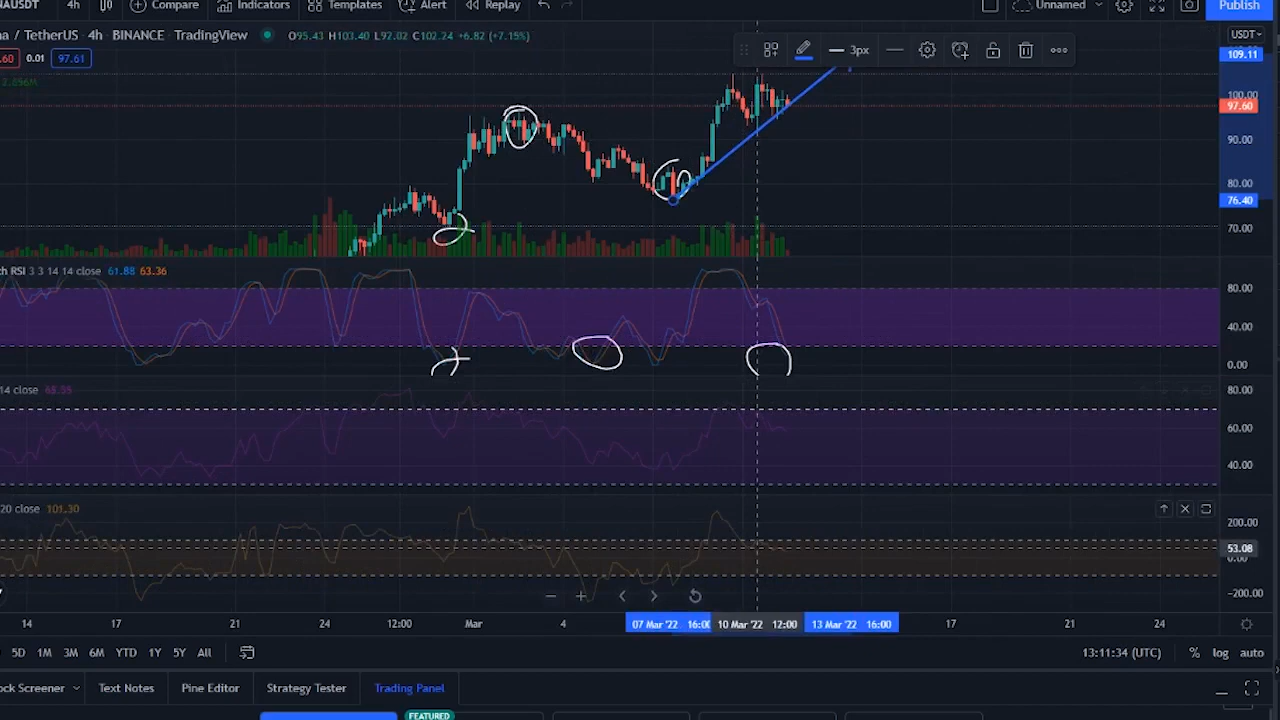 NAUSDT 4h Compare Indicators Templates Alert Replay Unnamed Publish
na / TetherUS · 4h · BINANCE · TradingView O95.43 H103.40 L92.02 C102.24 +6.82 (+7.15%) USDT
.60 0.01 97.61 3px 109.11
100.00
97.60
90.00
80.00
76.40
70.00
ch RSI 3 3 14 14 close 61.88 63.36
80.00
40.00
0.00
14 close 80.00
60.00
40.00
20 close 101.30
200.00
53.08
0.00
-200.00
14 17 21 24 12:00 Mar 4 07 Mar '22 16:00 10 Mar '22 12:00 13 Mar '22 16:00 17 21 24
5D 1M 3M 6M YTD 1Y 5Y All 13:11:34 (UTC) % log auto
ock Screener Text Notes Pine Editor Strategy Tester Trading Panel
FEATURED